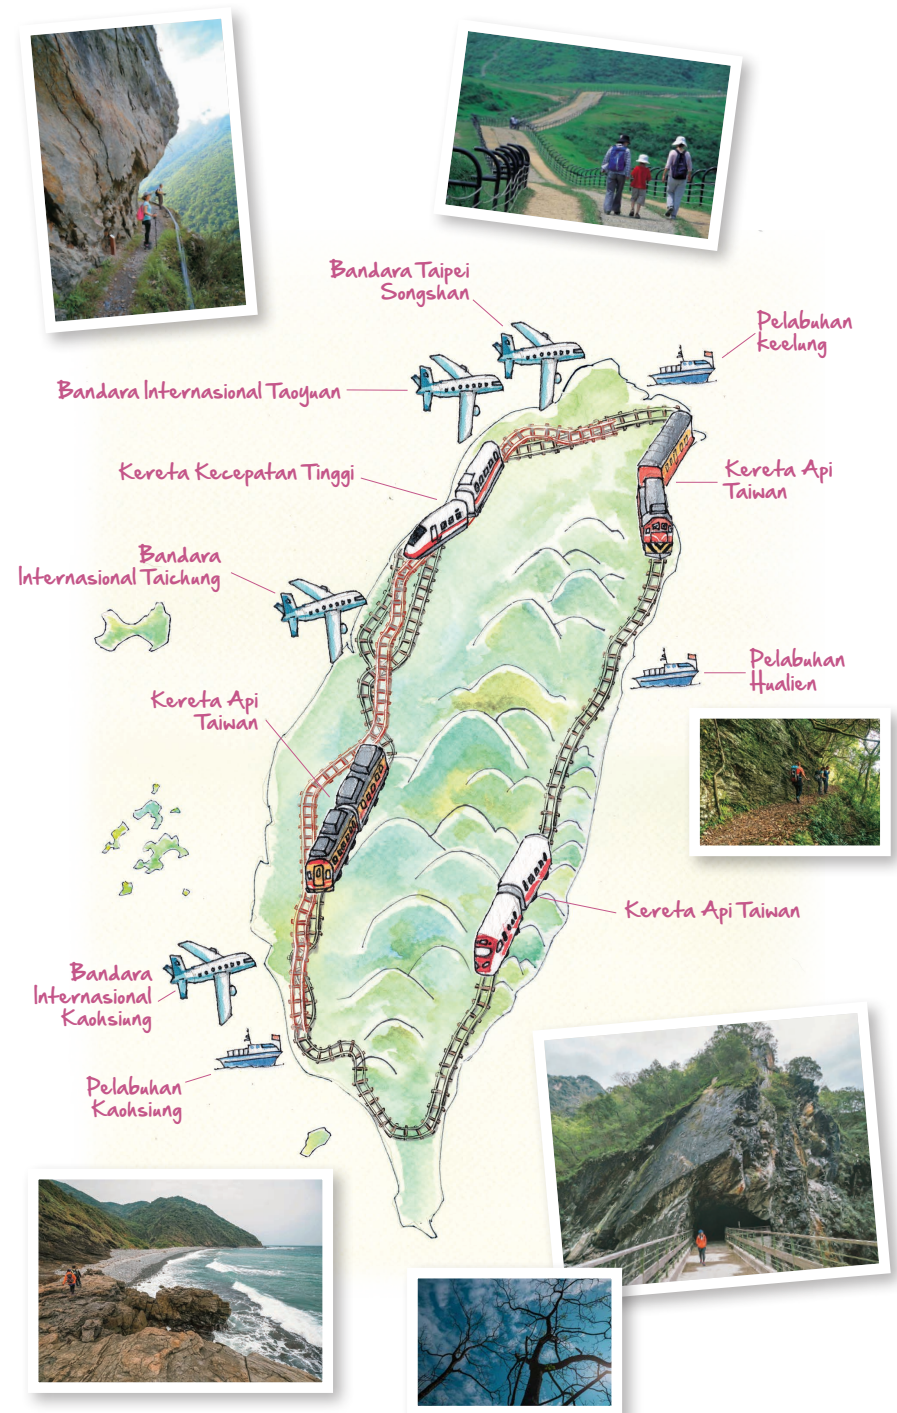 Bandara Taipei
Songshan
Pelabuhan
keelung
Bandara Internasional Taoyuan
Kereta Kecepatan Tinggi
Kereta Api
Taiwan
Bandara
Internasional Taichung
Pelabuhan
Hualien
Kereta Api
Taiwan
Kereta Api Taiwan
Bandara
Internasional
Kaohsiung
Pelabuhan
Kaohsiung